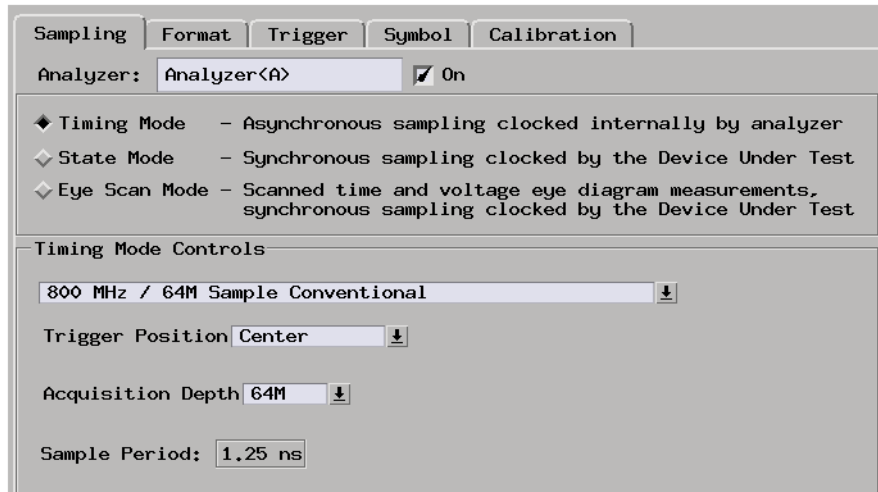 Sampling Format Trigger Symbol Calibration
Analyzer: Analyzer<A> On
Timing Mode - Asynchronous sampling clocked internally by analyzer
State Mode - Synchronous sampling clocked by the Device Under Test
Eye Scan Mode - Scanned time and voltage eye diagram measurements,
synchronous sampling clocked by the Device Under Test
Timing Mode Controls
800 MHz / 64M Sample Conventional
Trigger Position Center
Acquisition Depth 64M
Sample Period: 1.25 ns